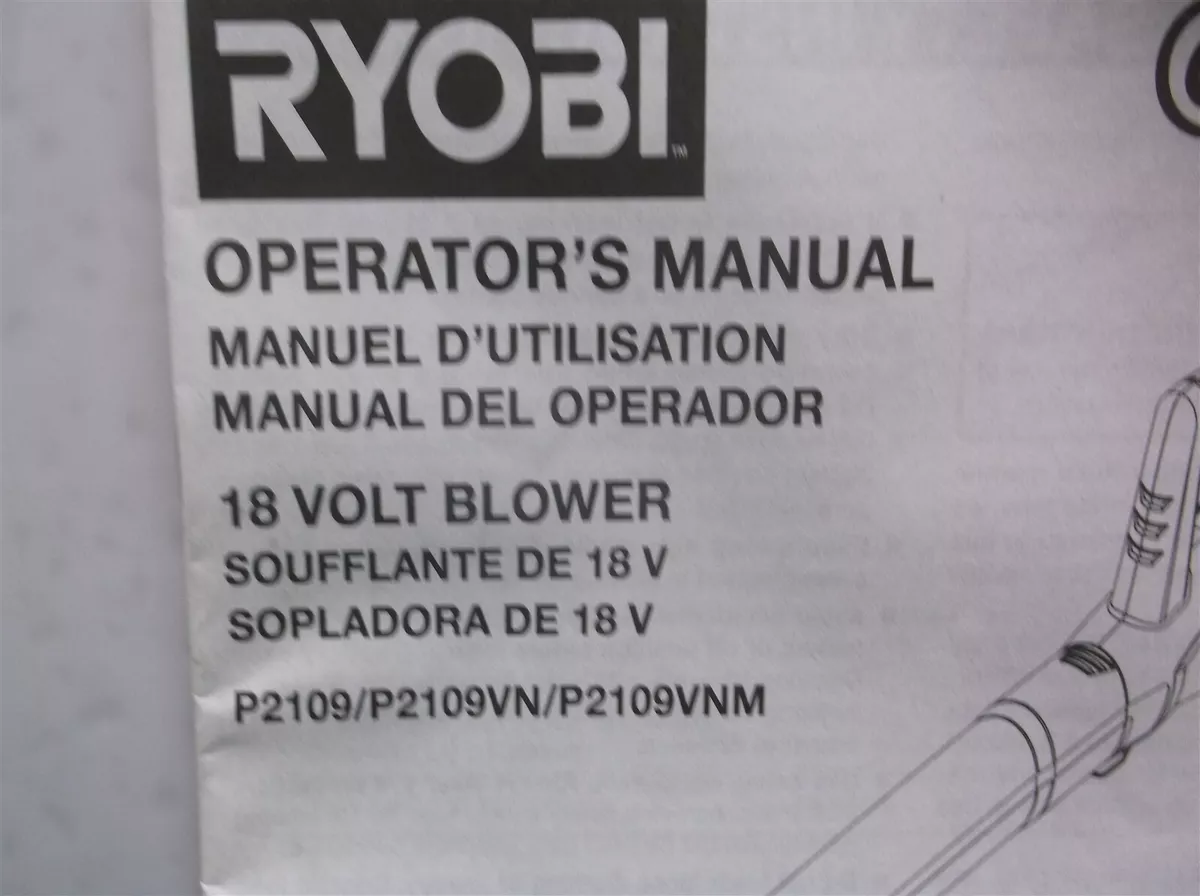 RYOBI™
OPERATOR'S MANUAL
MANUEL D'UTILISATION
MANUAL DEL OPERADOR
18 VOLT BLOWER
SOUFFLANTE DE 18 V
SOPLADORA DE 18 V
P2109/P2109VN/P2109VNM